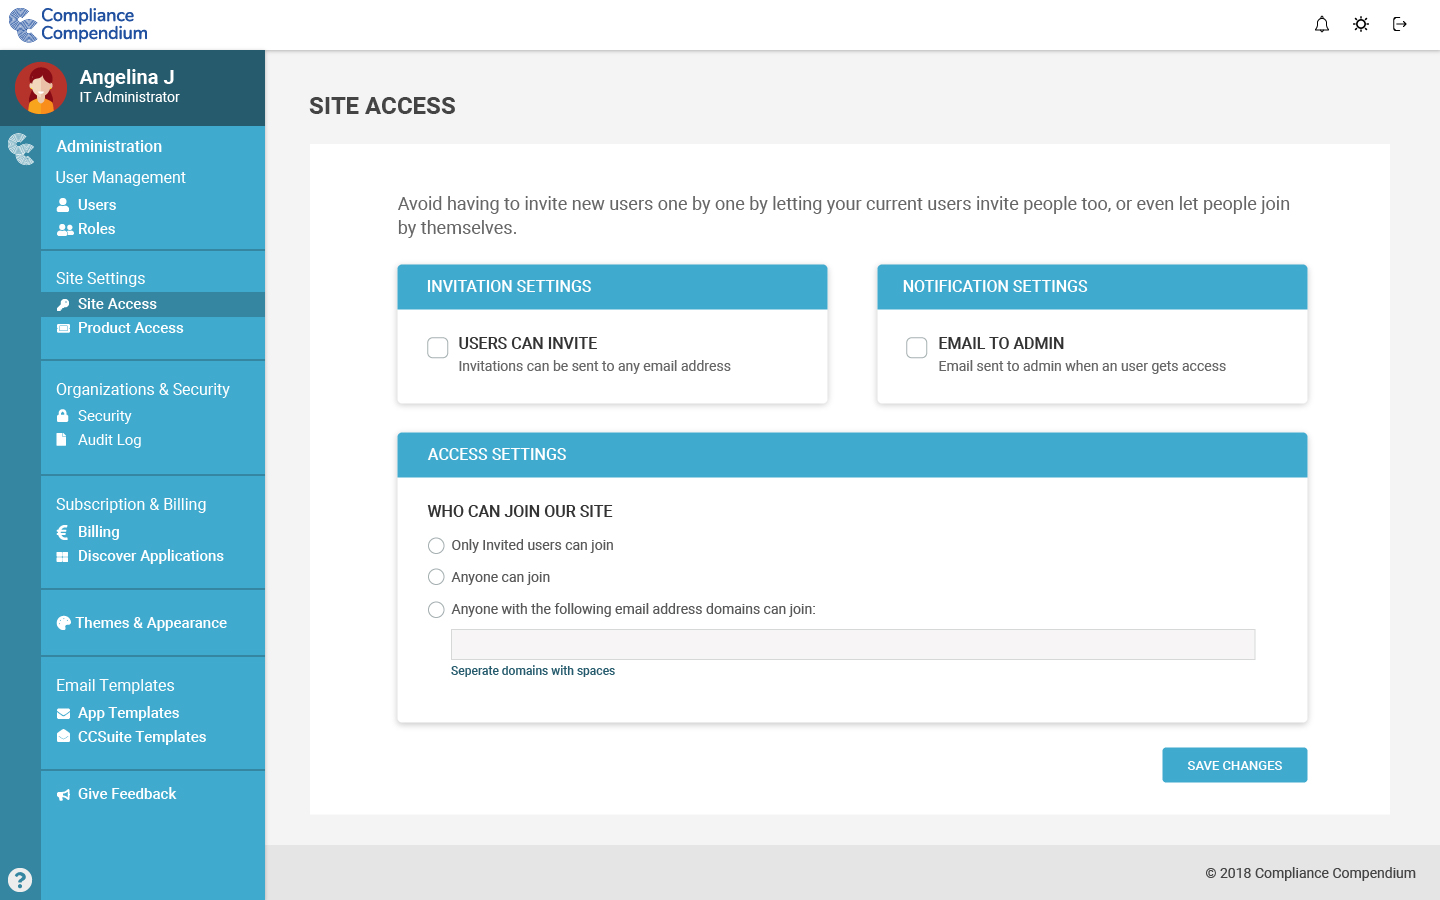 Compliance
Compendium
Angelina J
IT Administrator
Administration
User Management
Users
Roles
Site Settings
Site Access
Product Access
Organizations & Security
Security
Audit Log
Subscription & Billing
Billing
Discover Applications
Themes & Appearance
Email Templates
App Templates
CCSuite Templates
Give Feedback
?
SITE ACCESS
Avoid having to invite new users one by one by letting your current users invite people too, or even let people join
by themselves.
INVITATION SETTINGS
USERS CAN INVITE
Invitations can be sent to any email address
NOTIFICATION SETTINGS
EMAIL TO ADMIN
Email sent to admin when an user gets access
ACCESS SETTINGS
WHO CAN JOIN OUR SITE
Only Invited users can join
Anyone can join
Anyone with the following email address domains can join:
Seperate domains with spaces
SAVE CHANGES
© 2018 Compliance Compendium